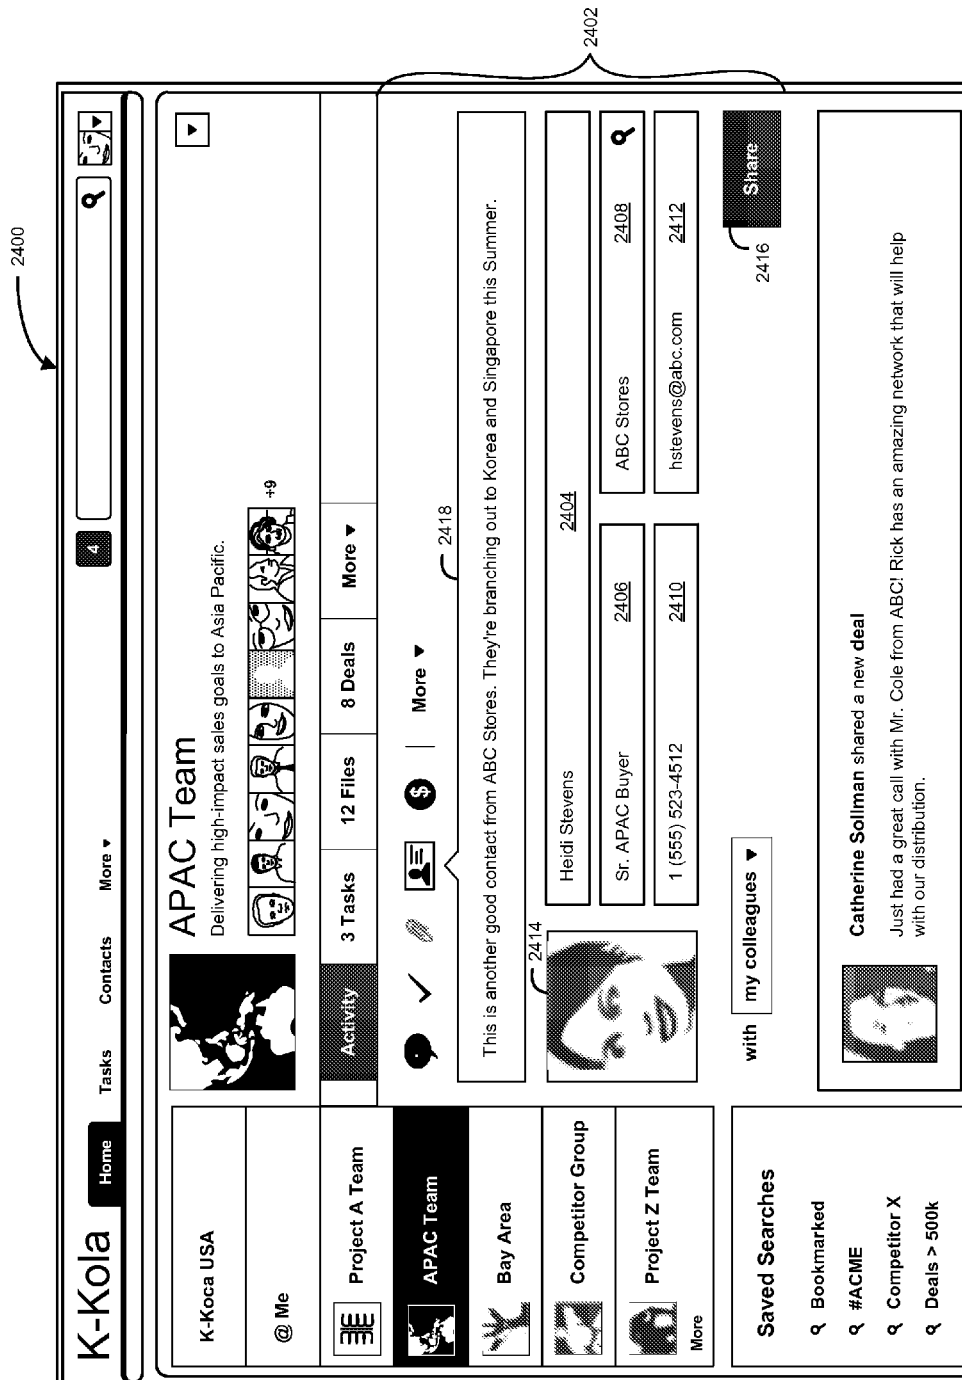 2400
K-Kola
Home
Tasks
Contacts
More ▼
4
K-Koca USA
@ Me
Project A Team
APAC Team
Bay Area
Competitor Group
Project Z Team
More
Saved Searches
Bookmarked
#ACME
Competitor X
Deals > 500k
APAC Team
Delivering high-impact sales goals to Asia Pacific.
+9
Activity
3 Tasks
12 Files
8 Deals
More ▼
2402
$
More ▼
2418
This is another good contact from ABC Stores. They're branching out to Korea and Singapore this Summer.
2414
Heidi Stevens 2404
Sr. APAC Buyer 2406
ABC Stores 2408
1 (555) 523-4512 2410
hstevens@abc.com 2412
with my colleagues ▼
2416
Share
Catherine Sollman shared a new deal
Just had a great call with Mr. Cole from ABC! Rick has an amazing network that will help
with our distribution.